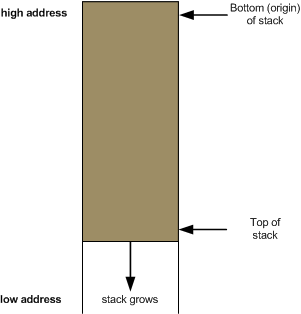 high address
Bottom (origin)
of stack
Top of
stack
low address
stack grows